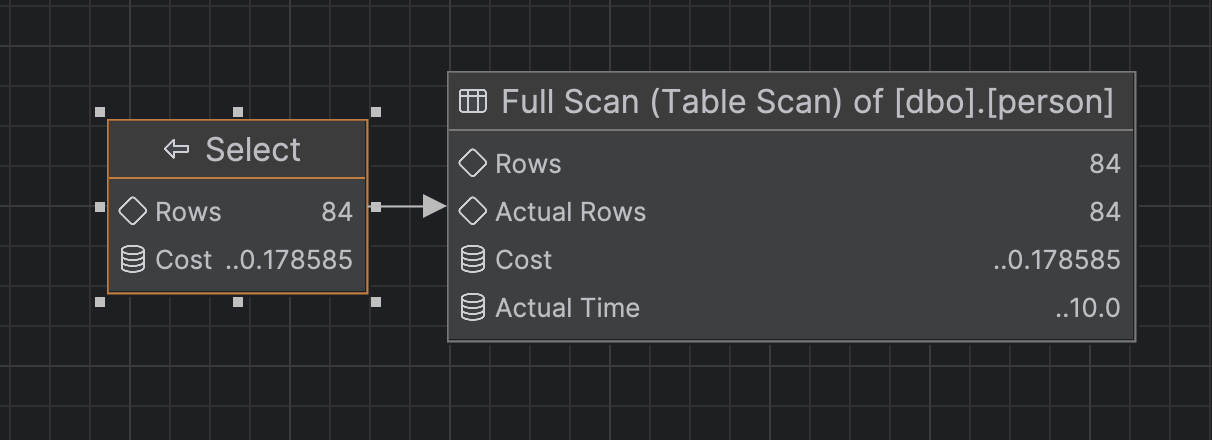 Select
Rows 84
Cost ..0.178585
Full Scan (Table Scan) of [dbo].[person]
Rows 84
Actual Rows 84
Cost ..0.178585
Actual Time ..10.0